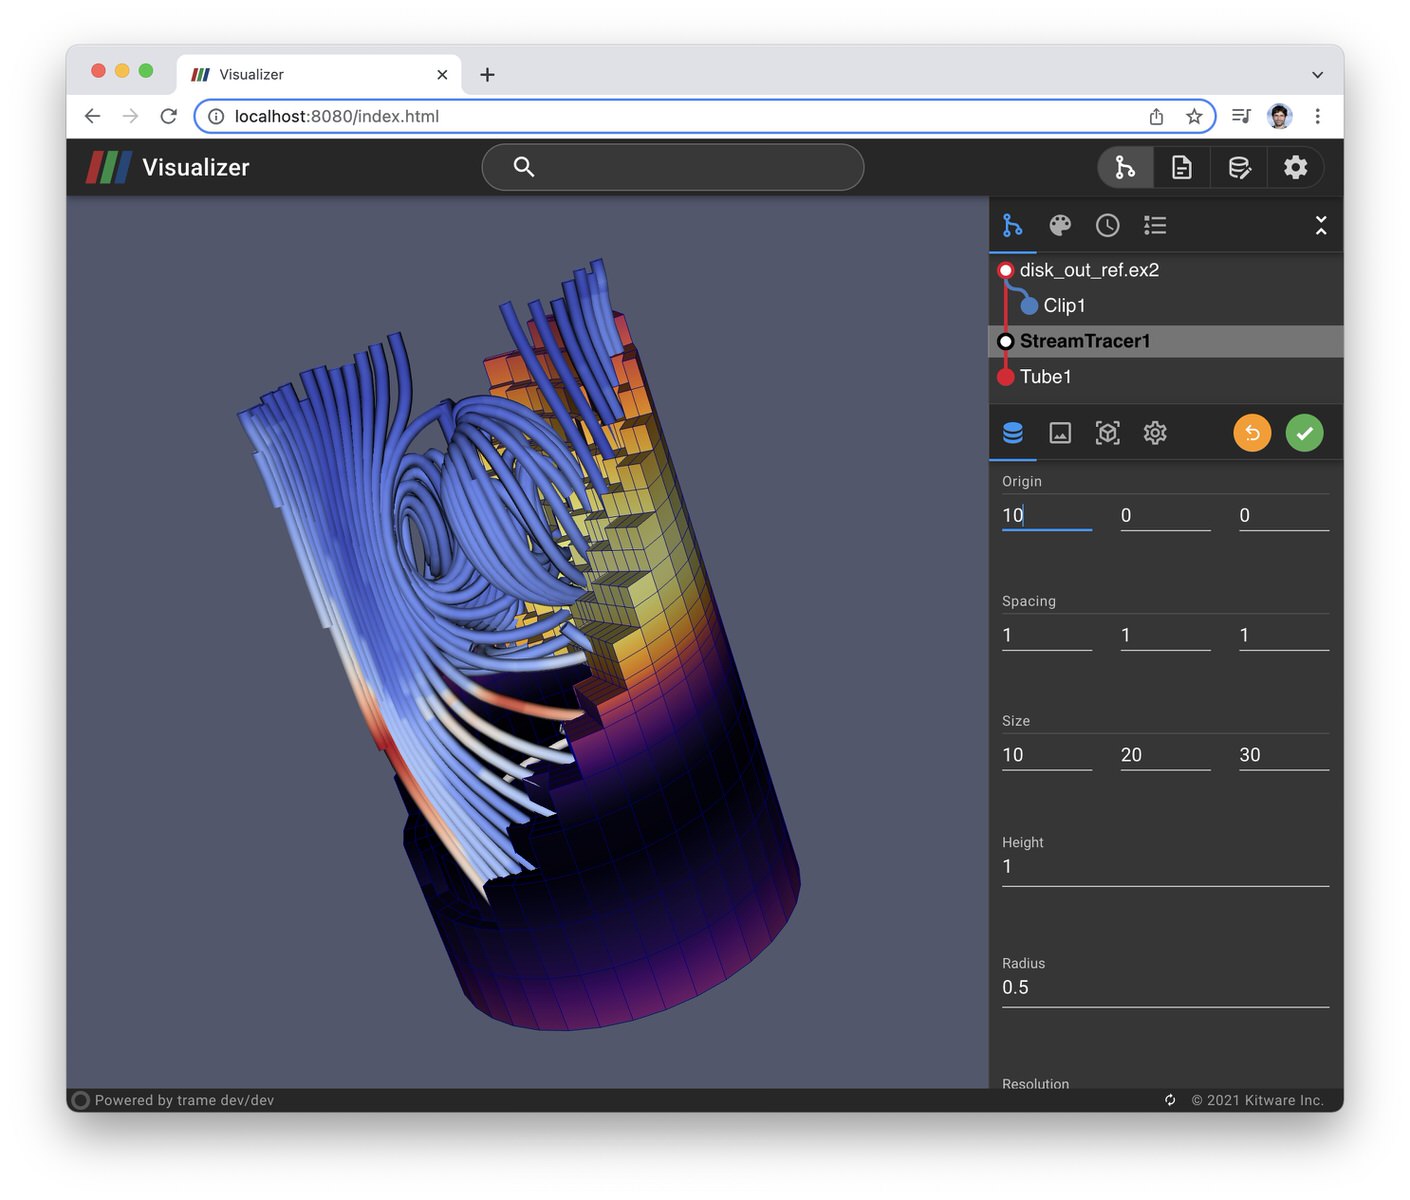 Visualizer
localhost:8080/index.html
Visualizer
disk_out_ref.ex2
Clip1
StreamTracer1
Tube1
Origin
10 0 0
Spacing
1 1 1
Size
10 20 30
Height
1
Radius
0.5
Resolution
Powered by trame dev/dev
© 2021 Kitware Inc.